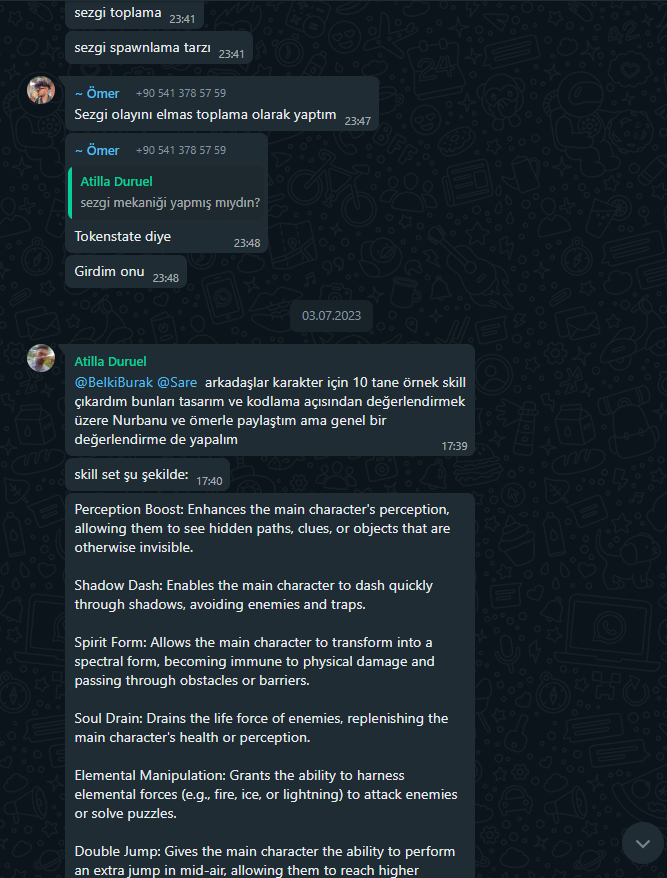 sezgi toplama 23:41
sezgi spawnlama tarzı 23:41
~ Ömer +90 541 378 57 59
Sezgi olayını elmas toplama olarak yaptım 23:47
~ Ömer +90 541 378 57 59
Atilla Duruel
sezgi mekaniği yapmış mıydın?
Tokenstate diye 23:48
Girdim onu 23:48
03.07.2023
Atilla Duruel
@BelkiBurak @Sare arkadaşlar karakter için 10 tane örnek skill
çıkardım bunları tasarım ve kodlama açısından değerlendirmek
üzere Nurbanu ve ömerle paylaştım ama genel bir
değerlendirme de yapalım 17:39
skill set şu şekilde: 17:40
Perception Boost: Enhances the main character's perception,
allowing them to see hidden paths, clues, or objects that are
otherwise invisible.
Shadow Dash: Enables the main character to dash quickly
through shadows, avoiding enemies and traps.
Spirit Form: Allows the main character to transform into a
spectral form, becoming immune to physical damage and
passing through obstacles or barriers.
Soul Drain: Drains the life force of enemies, replenishing the
main character's health or perception.
Elemental Manipulation: Grants the ability to harness
elemental forces (e.g., fire, ice, or lightning) to attack enemies
or solve puzzles.
Double Jump: Gives the main character the ability to perform
an extra jump in mid-air, allowing them to reach higher